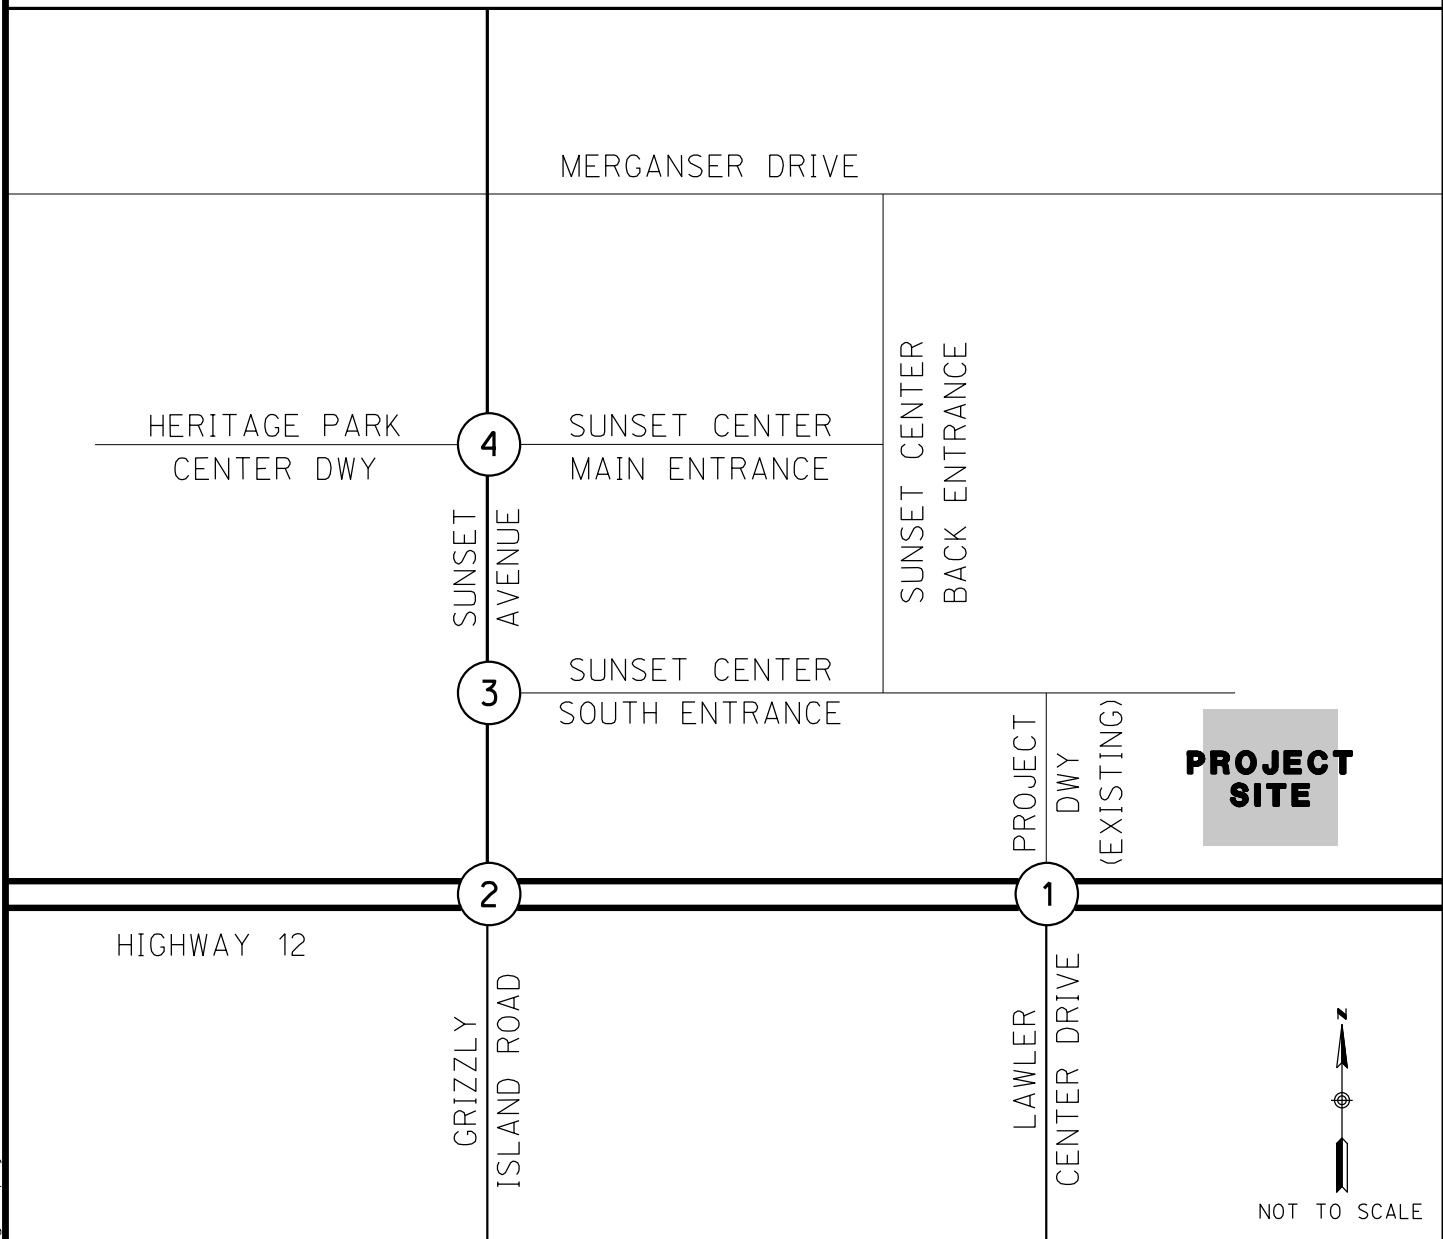 MERGANSER DRIVE
HERITAGE PARK
CENTER DWY
4
SUNSET CENTER
MAIN ENTRANCE
SUNSET CENTER
BACK ENTRANCE
SUNSET
AVENUE
3
SUNSET CENTER
SOUTH ENTRANCE
PROJECT
DWY
(EXISTING)
PROJECT
SITE
2
1
HIGHWAY 12
GRIZZLY
ISLAND ROAD
LAWLER
CENTER DRIVE
N
NOT TO SCALE